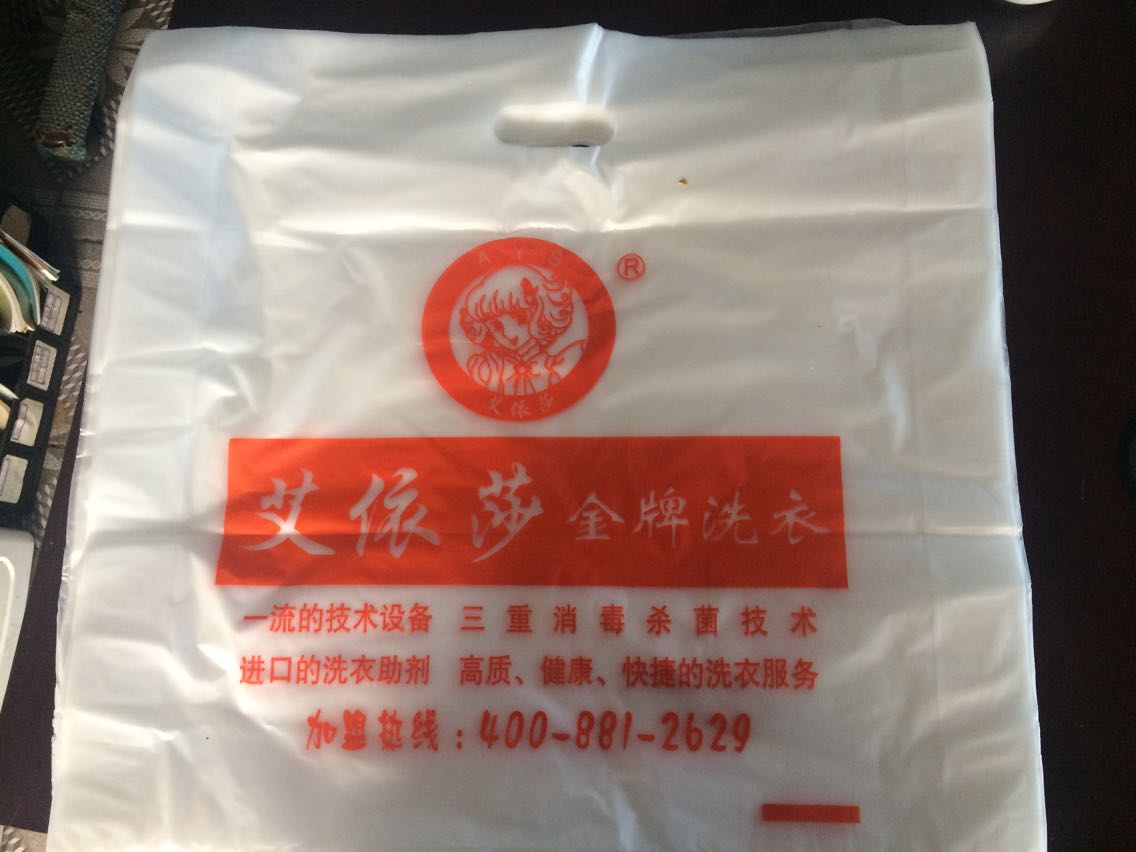 AYS
®
艾依莎
艾依莎 金牌洗衣
一流的技术设备 三重消毒杀菌技术
进口的洗衣助剂 高质、健康、快捷的洗衣服务
加盟热线：400-881-2629